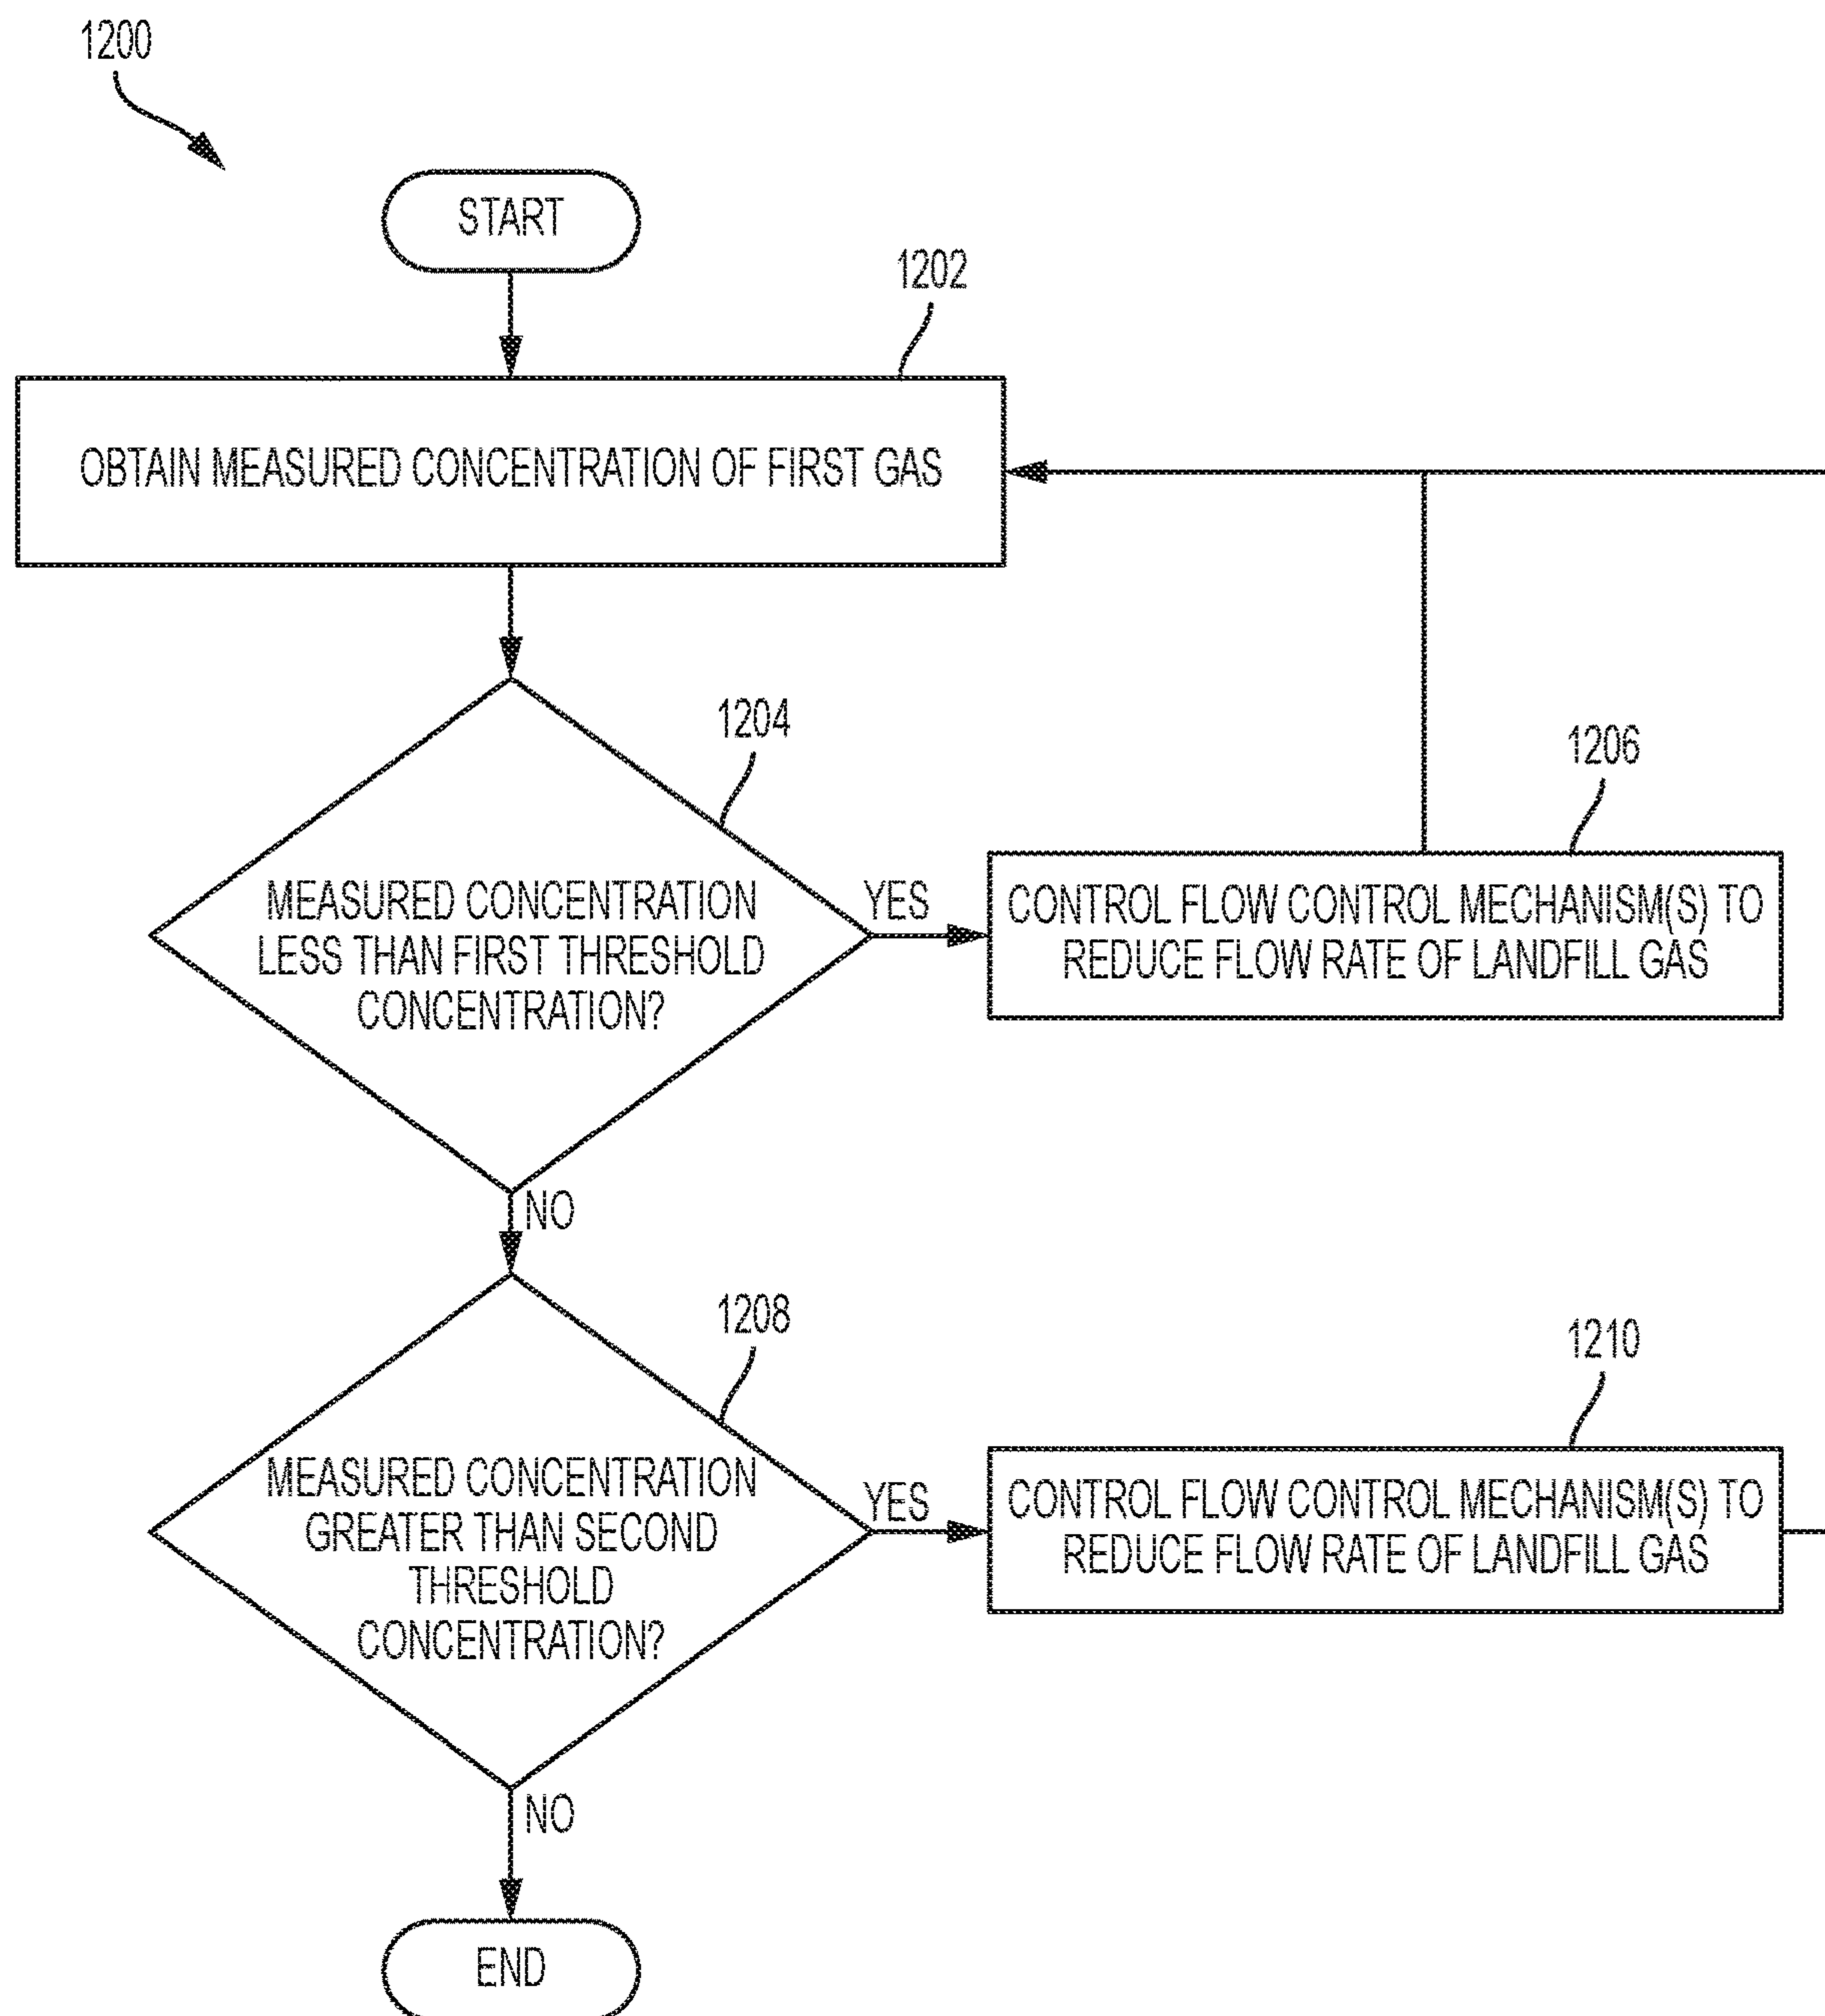 1200
START
1202
OBTAIN MEASURED CONCENTRATION OF FIRST GAS
1204
MEASURED CONCENTRATION
LESS THAN FIRST THRESHOLD
CONCENTRATION?
YES
1206
CONTROL FLOW CONTROL MECHANISM(S) TO
REDUCE FLOW RATE OF LANDFILL GAS
NO
1208
MEASURED CONCENTRATION
GREATER THAN SECOND
THRESHOLD
CONCENTRATION?
YES
1210
CONTROL FLOW CONTROL MECHANISM(S) TO
REDUCE FLOW RATE OF LANDFILL GAS
NO
END